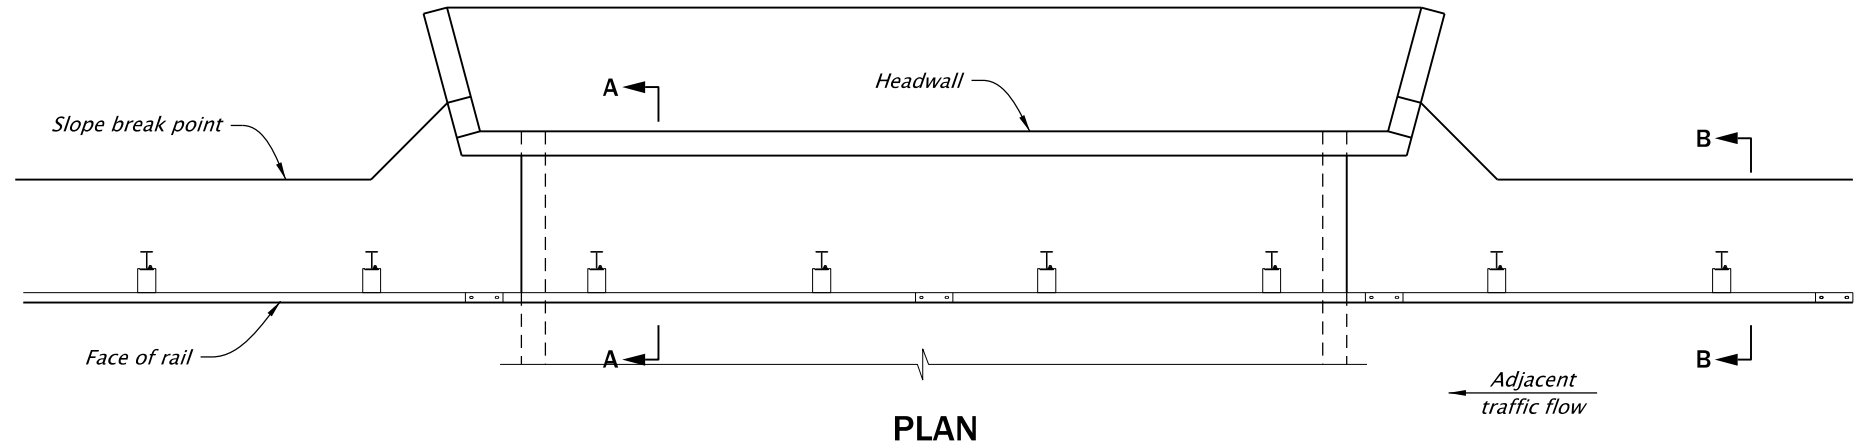 A
Headwall
Slope break point
B
Face of rail
A
B
Adjacent
traffic flow
PLAN